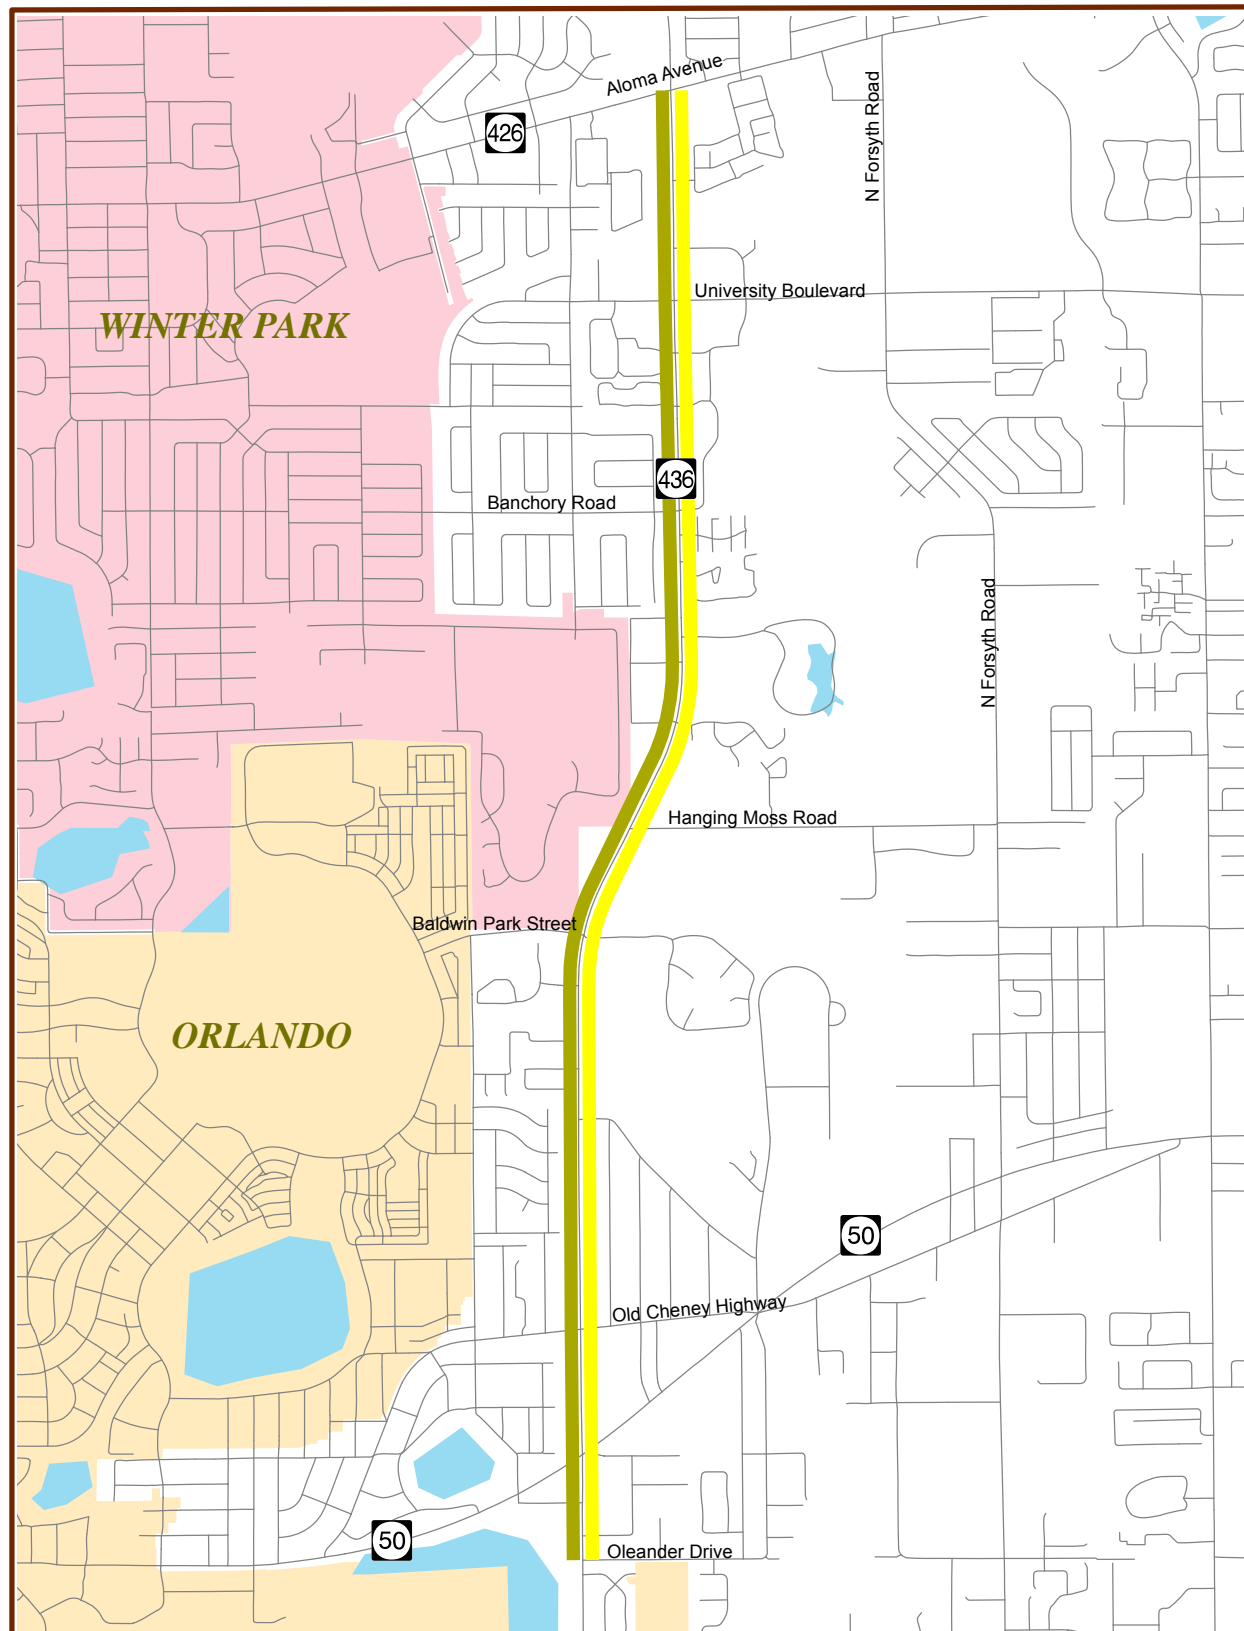 Aloma Avenue
N Forsyth Road
426
University Boulevard
WINTER PARK
436
Banchory Road
N Forsyth Road
Hanging Moss Road
Baldwin Park Street
ORLANDO
50
Old Cheney Highway
50
Oleander Drive